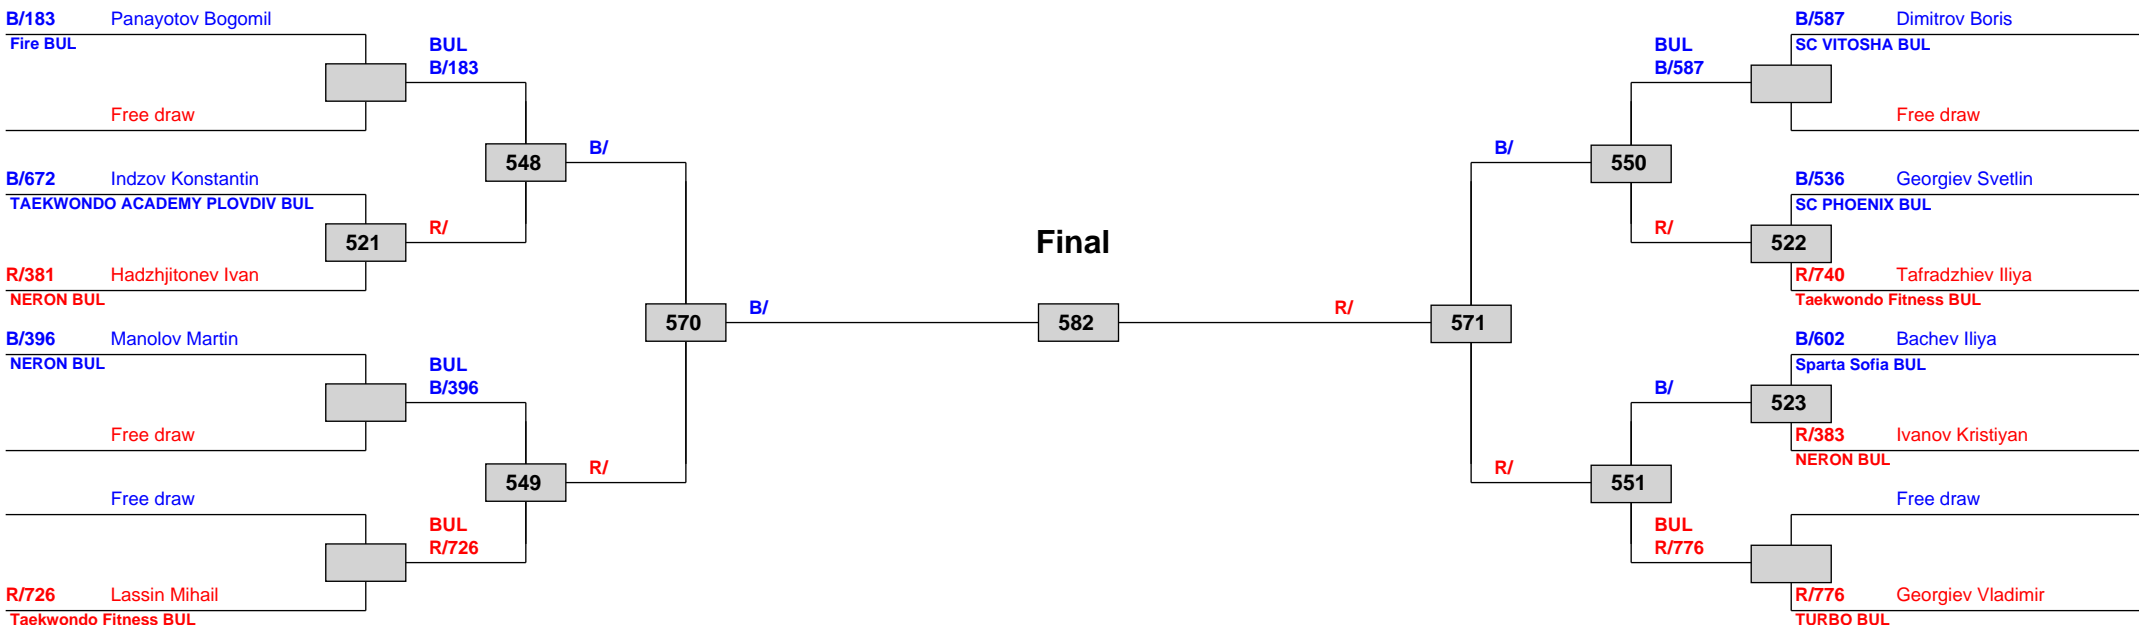 B/183 Panayotov Bogomil
Fire BUL
BUL
B/183
Free draw
548
B/
B/672 Indzov Konstantin
TAEKWONDO ACADEMY PLOVDIV BUL
521
R/
R/381 Hadzhjitonev Ivan
NERON BUL
570
B/
B/396 Manolov Martin
NERON BUL
BUL
B/396
Free draw
549
R/
Free draw
BUL
R/726
R/726 Lassin Mihail
Taekwondo Fitness BUL
Final
582
R/
571
B/587 Dimitrov Boris
SC VITOSHA BUL
BUL
B/587
Free draw
B/
550
B/536 Georgiev Svetlin
SC PHOENIX BUL
R/
522
R/740 Tafradzhiev Iliya
Taekwondo Fitness BUL
B/602 Bachev Iliya
Sparta Sofia BUL
B/
523
R/383 Ivanov Kristiyan
NERON BUL
R/
551
Free draw
BUL
R/776
R/776 Georgiev Vladimir
TURBO BUL